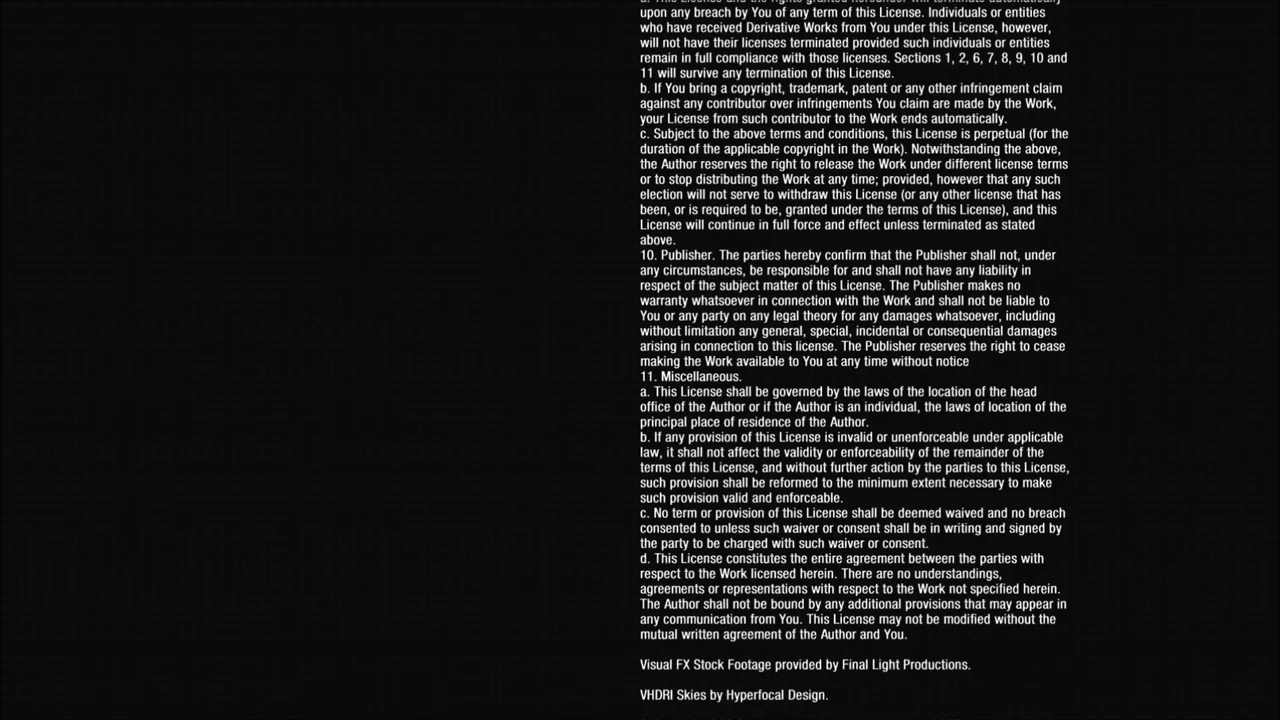 a. This License and the rights granted hereunder will terminate automatically
upon any breach by You of any term of this License. Individuals or entities
who have received Derivative Works from You under this License, however,
will not have their licenses terminated provided such individuals or entities
remain in full compliance with those licenses. Sections 1, 2, 6, 7, 8, 9, 10 and
11 will survive any termination of this License.
b. If You bring a copyright, trademark, patent or any other infringement claim
against any contributor over infringements You claim are made by the Work,
your License from such contributor to the Work ends automatically.
c. Subject to the above terms and conditions, this License is perpetual (for the
duration of the applicable copyright in the Work). Notwithstanding the above,
the Author reserves the right to release the Work under different license terms
or to stop distributing the Work at any time; provided, however that any such
election will not serve to withdraw this License (or any other license that has
been, or is required to be, granted under the terms of this License), and this
License will continue in full force and effect unless terminated as stated
above.
10. Publisher. The parties hereby confirm that the Publisher shall not, under
any circumstances, be responsible for and shall not have any liability in
respect of the subject matter of this License. The Publisher makes no
warranty whatsoever in connection with the Work and shall not be liable to
You or any party on any legal theory for any damages whatsoever, including
without limitation any general, special, incidental or consequential damages
arising in connection to this license. The Publisher reserves the right to cease
making the Work available to You at any time without notice
11. Miscellaneous.
a. This License shall be governed by the laws of the location of the head
office of the Author or if the Author is an individual, the laws of location of the
principal place of residence of the Author.
b. If any provision of this License is invalid or unenforceable under applicable
law, it shall not affect the validity or enforceability of the remainder of the
terms of this License, and without further action by the parties to this License,
such provision shall be reformed to the minimum extent necessary to make
such provision valid and enforceable.
c. No term or provision of this License shall be deemed waived and no breach
consented to unless such waiver or consent shall be in writing and signed by
the party to be charged with such waiver or consent.
d. This License constitutes the entire agreement between the parties with
respect to the Work licensed herein. There are no understandings,
agreements or representations with respect to the Work not specified herein.
The Author shall not be bound by any additional provisions that may appear in
any communication from You. This License may not be modified without the
mutual written agreement of the Author and You.
Visual FX Stock Footage provided by Final Light Productions.
VHDRI Skies by Hyperfocal Design.